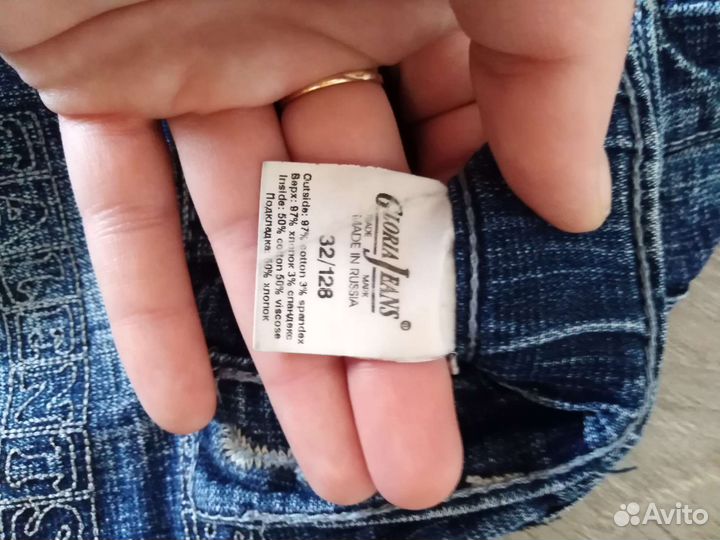 GLORIA JEANS®
TRADE MARK
MADE IN RUSSIA
32/128
Outside: 97% cotton 3% spandex
Верх: 97% хлопок 3% спандекс
Inside: 50% cotton 50% viscose
Подкладка: 50% хлопок
Avito